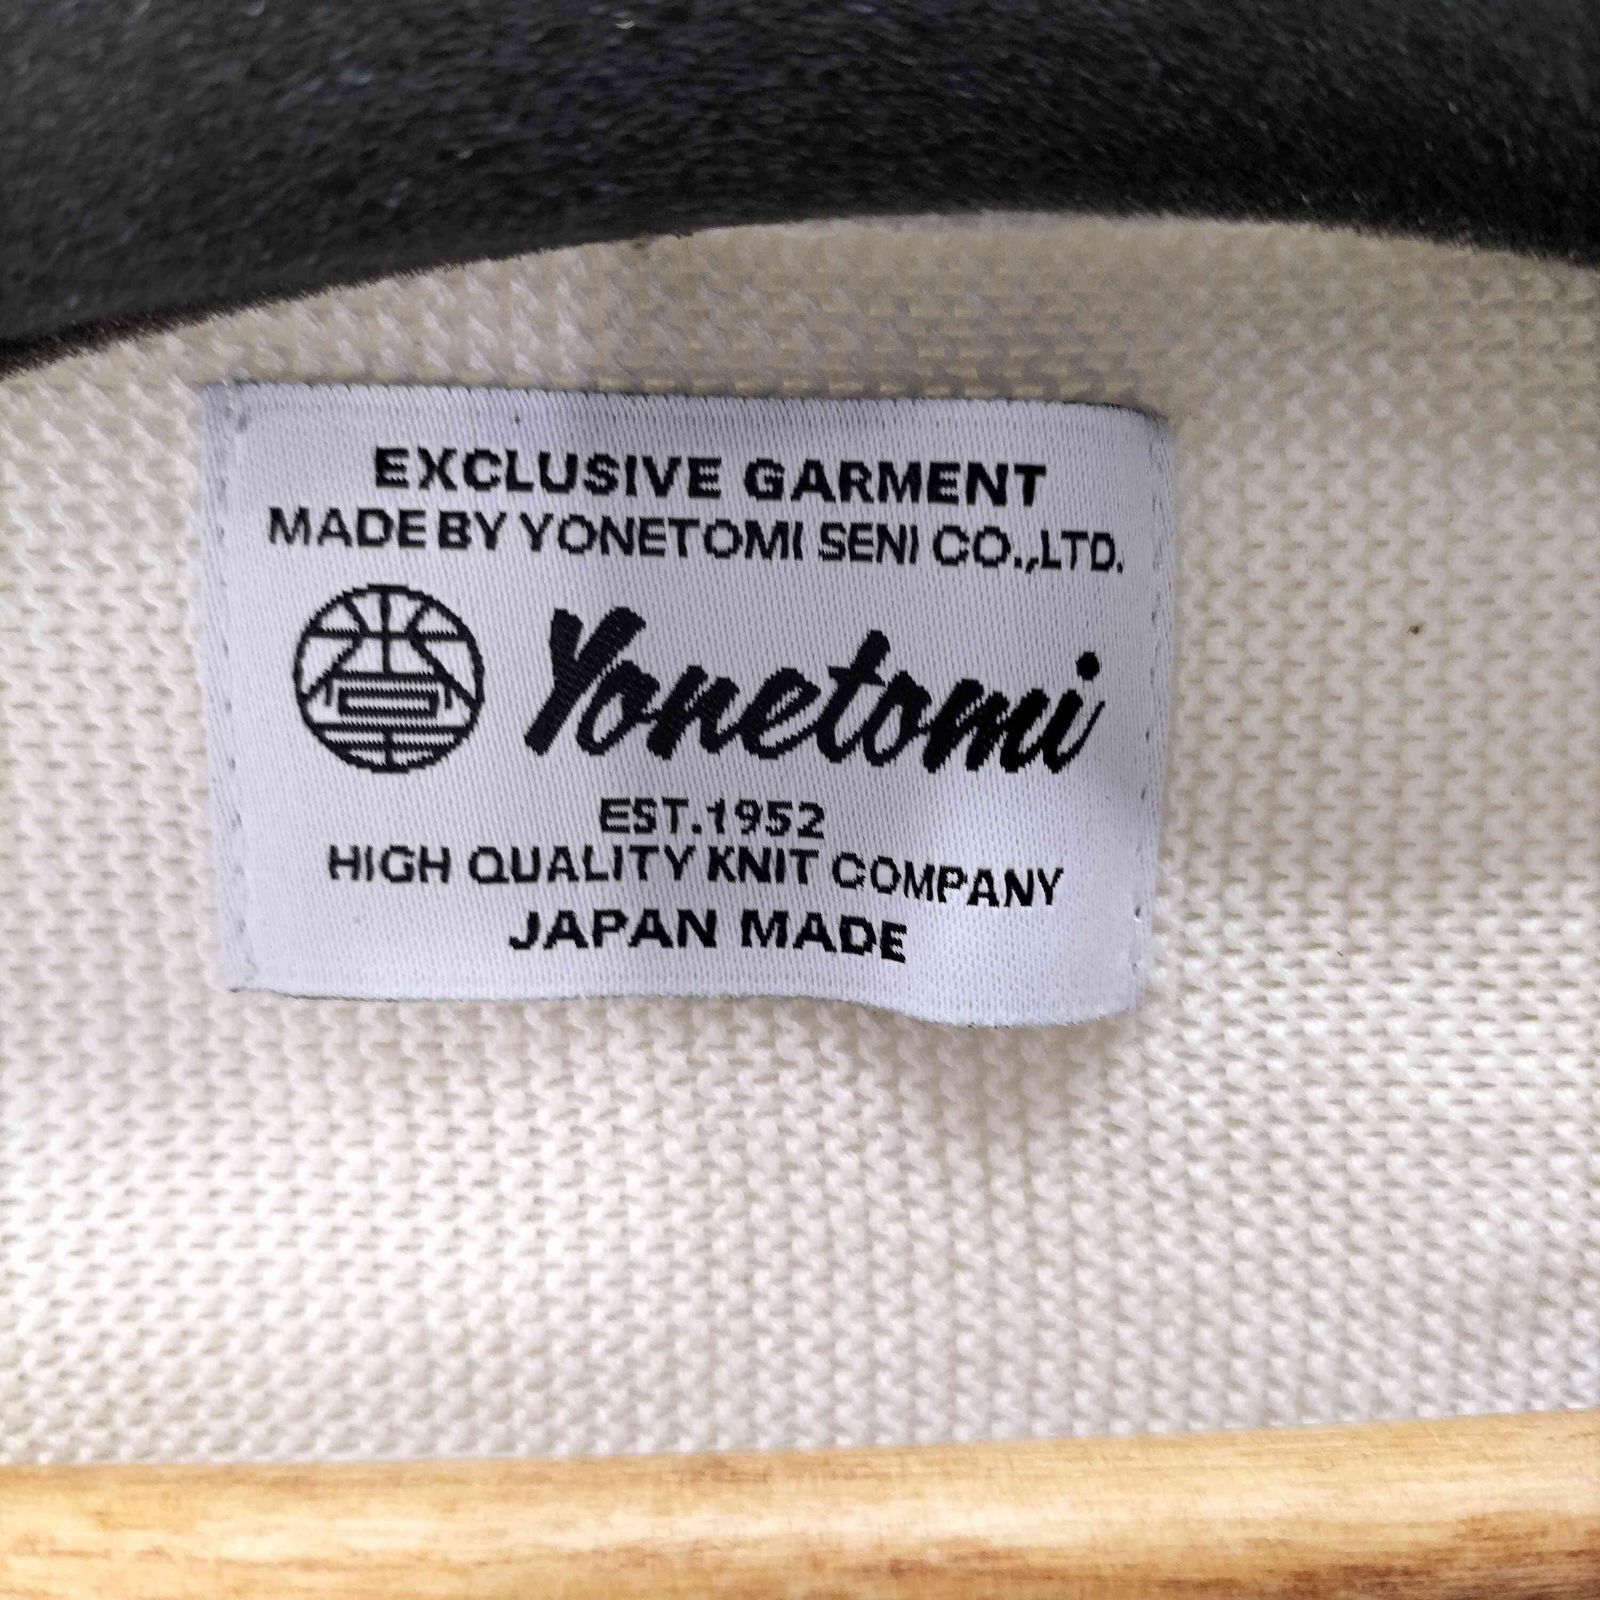 EXCLUSIVE GARMENT
MADE BY YONETOMI SENI CO.,LTD.
Yonetomi
EST.1952
HIGH QUALITY KNIT COMPANY
JAPAN MADE